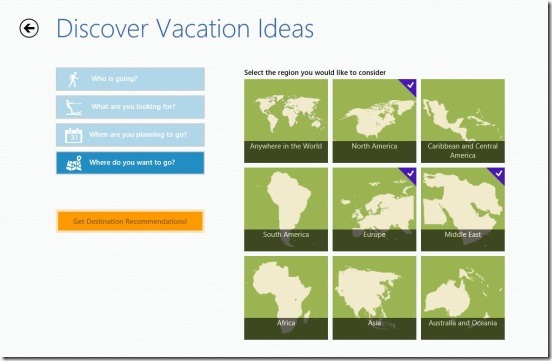 Discover Vacation Ideas
Who is going?
What are you looking for?
31
When are you planning to go?
Where do you want to go?
Get Destination Recommendations!
Select the region you would like to consider
Anywhere in the World
North America
Caribbean and Central
America
South America
Europe
Middle East
Africa
Asia
Australia and Oceania